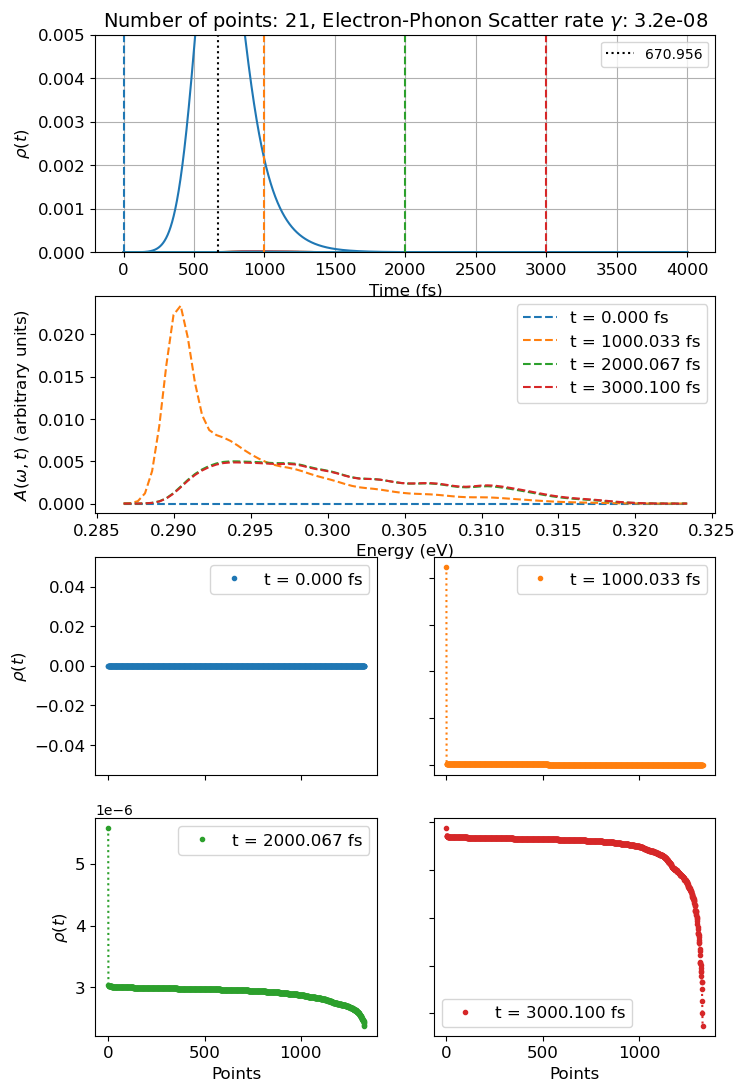 Number of points: 21, Electron-Phonon Scatter rate γ: 3.2e-08
0.005
0.004
0.003
0.002
0.001
0.000
ρ(t)
670.956
0 500 1000 1500 2000 2500 3000 3500 4000
Time (fs)
0.020
0.015
0.010
0.005
0.000
A(ω, t) (arbitrary units)
t = 0.000 fs
t = 1000.033 fs
t = 2000.067 fs
t = 3000.100 fs
0.285 0.290 0.295 0.300 0.305 0.310 0.315 0.320 0.325
Energy (eV)
0.04
0.02
0.00
−0.02
−0.04
ρ(t)
t = 0.000 fs
t = 1000.033 fs
1e−6
5
4
3
ρ(t)
t = 2000.067 fs
0 500 1000
Points
t = 3000.100 fs
0 500 1000
Points